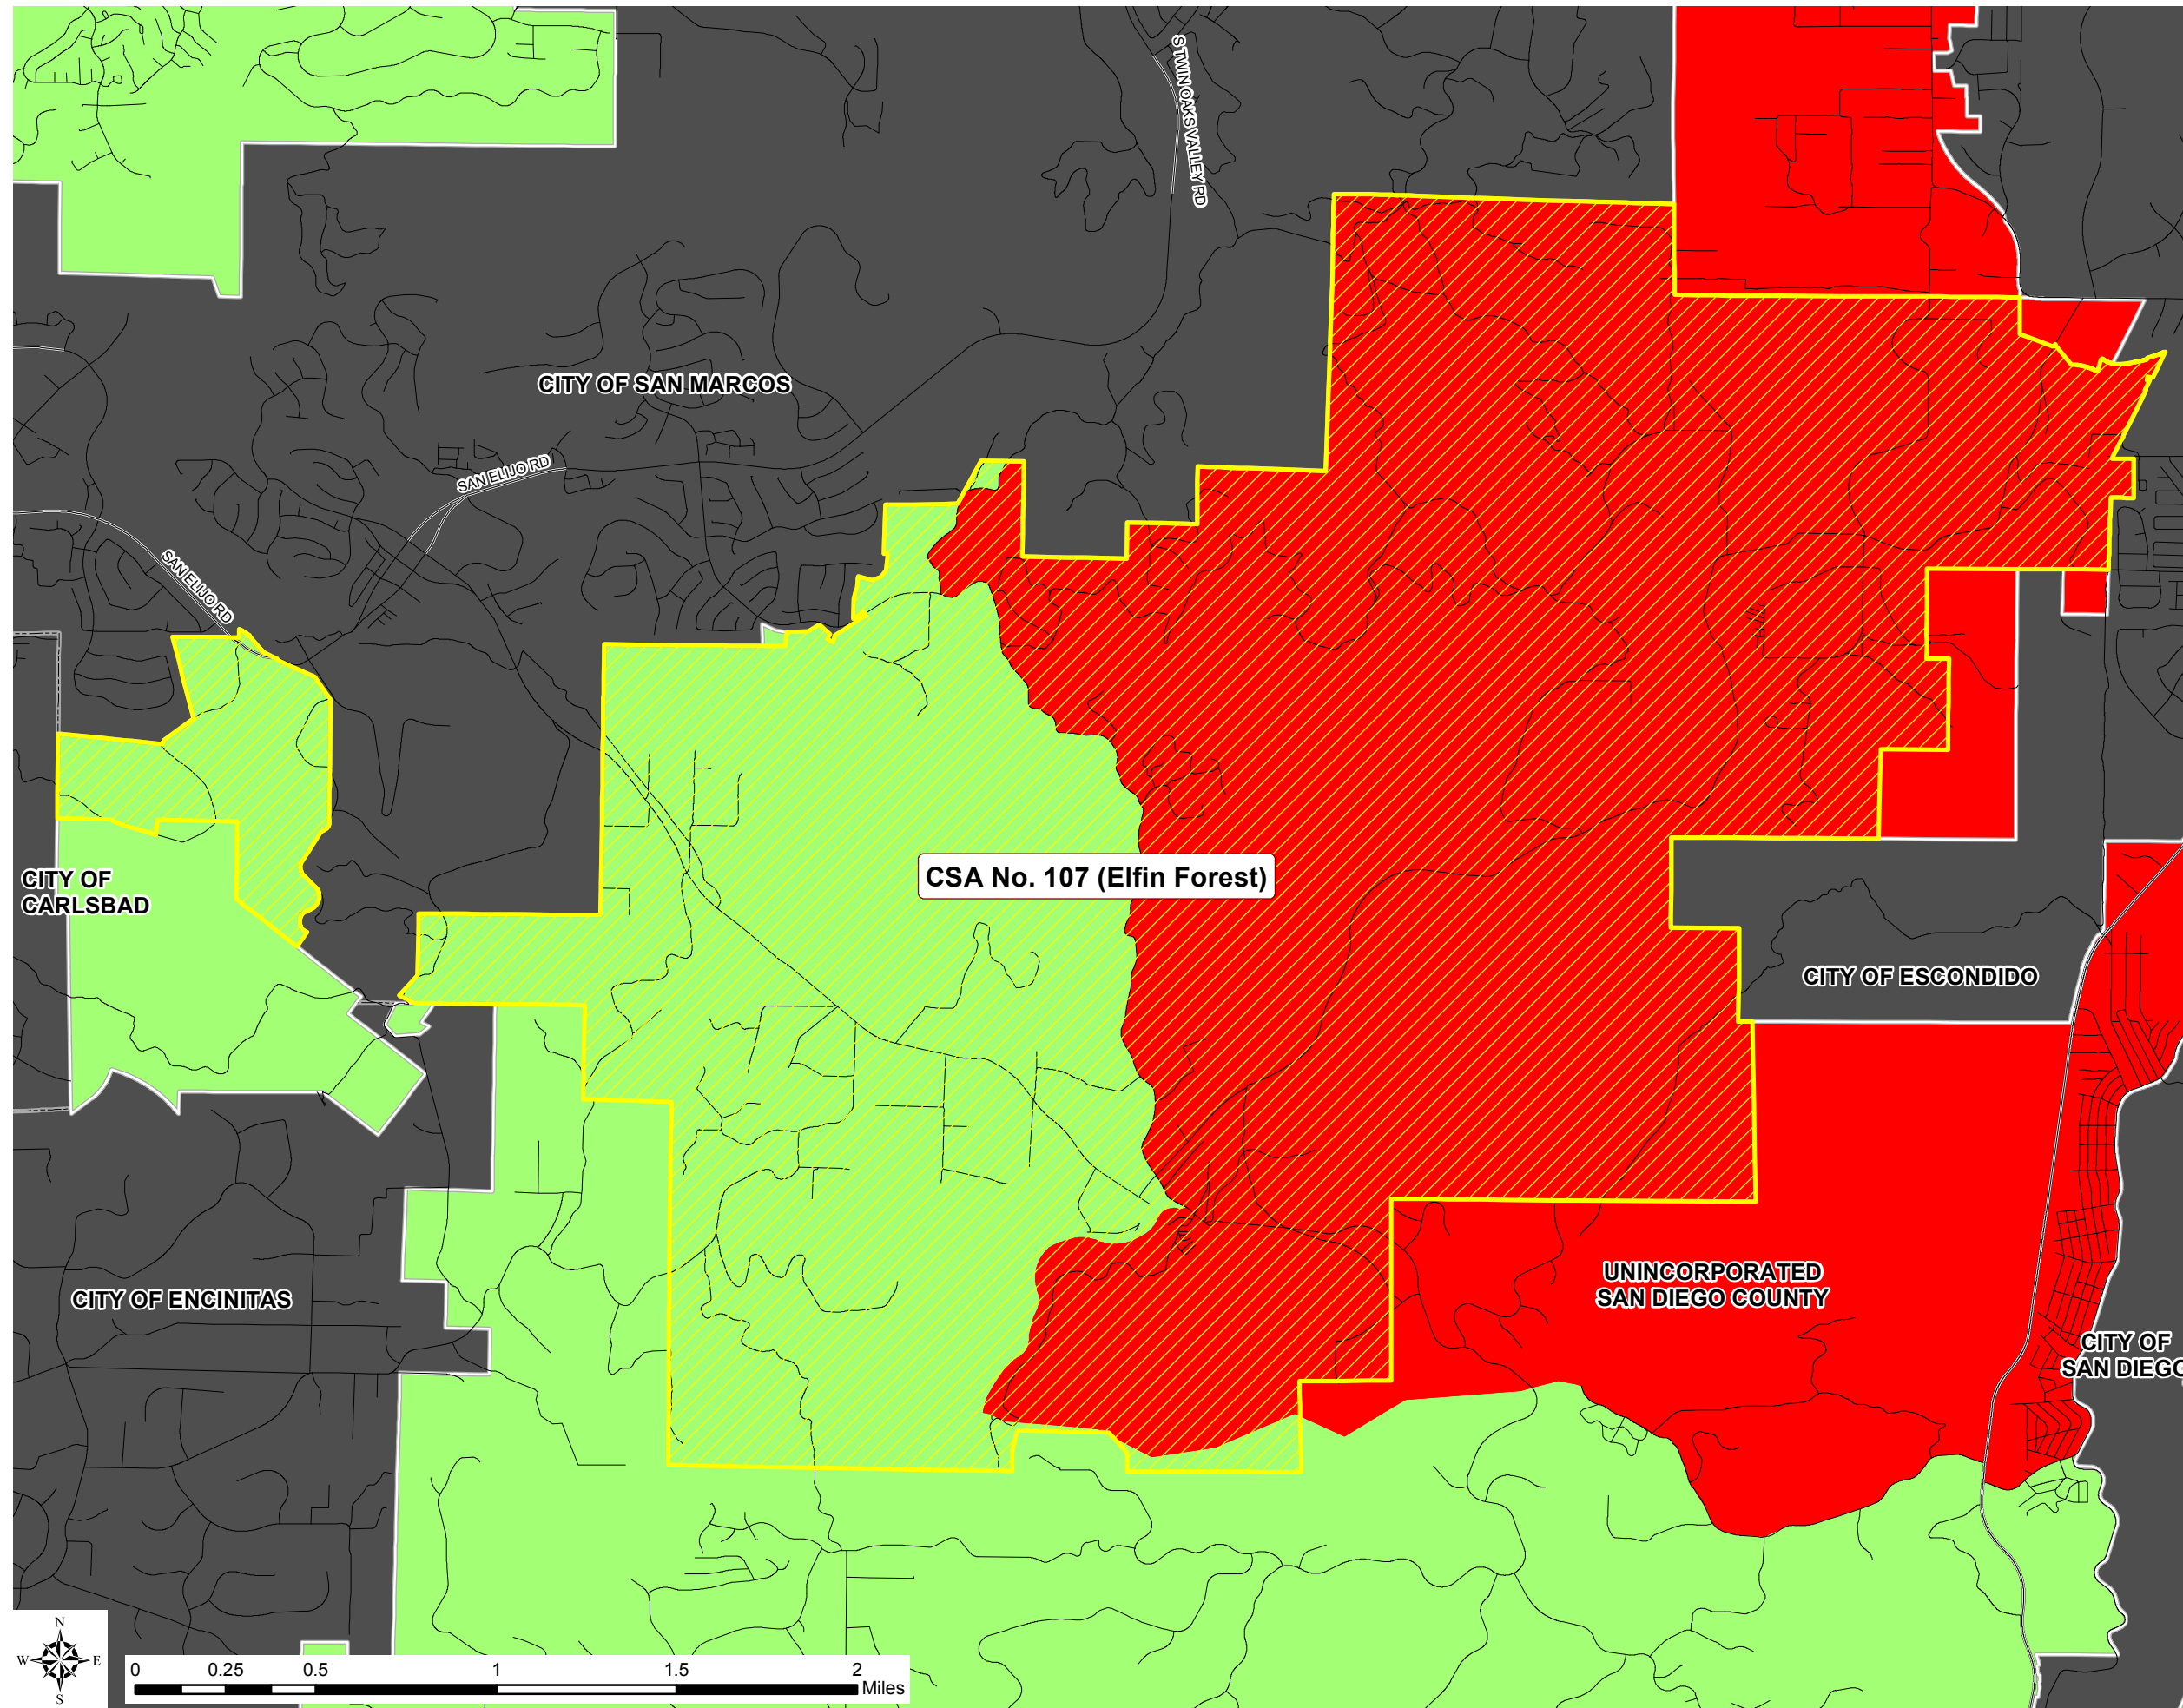 S TWIN OAKS VALLEY RD
CITY OF SAN MARCOS
SAN ELIJO RD
SAN ELIJO RD
CITY OF
CARLSBAD
CSA No. 107 (Elfin Forest)
CITY OF ESCONDIDO
UNINCORPORATED
SAN DIEGO COUNTY
CITY OF ENCINITAS
CITY OF
SAN DIEGO
N
W E
S
0 0.25 0.5 1 1.5 2
Miles